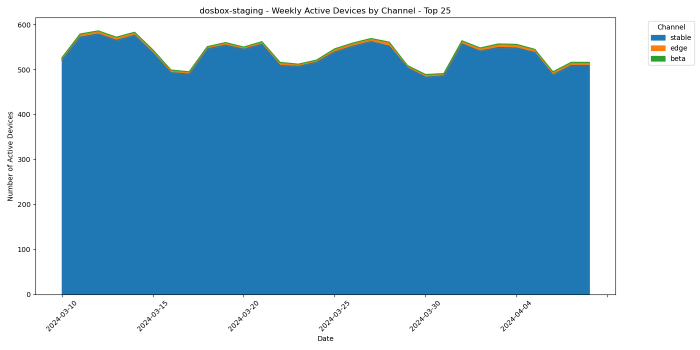 dosbox-staging - Weekly Active Devices by Channel - Top 25
Channel
stable
edge
beta
Number of Active Devices
600
500
400
300
200
100
0
2024-03-10
2024-03-15
2024-03-20
2024-03-25
2024-03-30
2024-04-04
Date